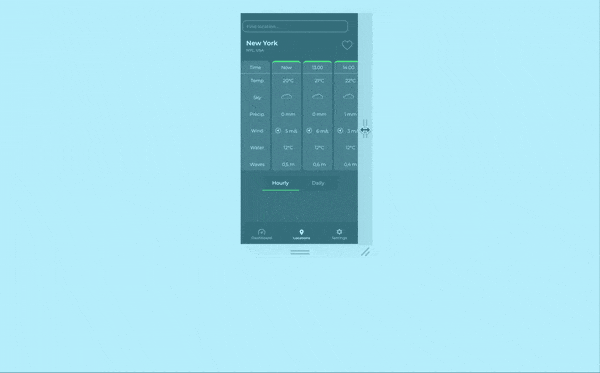 New York
NYC, USA
Time Now 13:00 14:00
Temp 20°C 21°C 22°C
Sky
Precip 0 mm 0 mm 1 mm
Wind 5 m/s 6 m/s 3 m/
Water 12°C 12°C 12°C
Waves 0,5 m 0,6 m 0,4 m
Hourly Daily
Dashboard Locations Settings